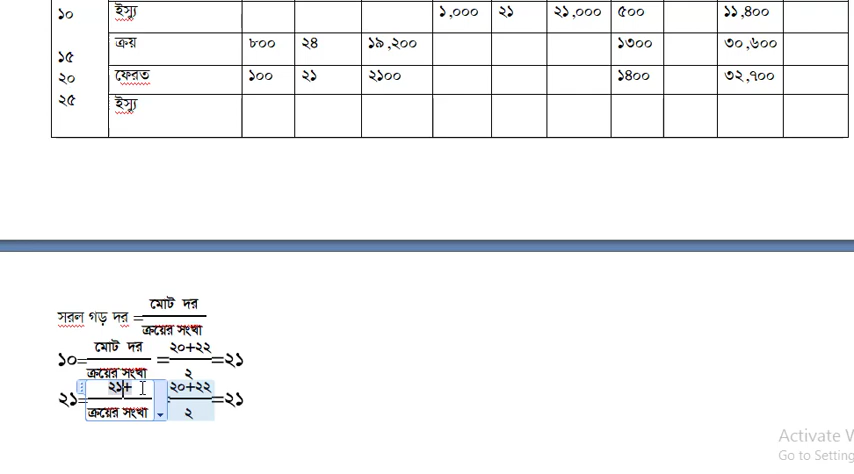 ১০ ইস্যু ১,০০০ ২১ ২১,০০০ ৫০০ ১১,৪০০
১৫ ক্রয় ৮০০ ২৪ ১৯,২০০ ১৩০০ ৩০,৬০০
২০ ফেরত ১০০ ২১ ২১০০ ১৪০০ ৩২,৭০০
২৫ ইস্যু
মোট দর
সরল গড় দর =
ক্রয়ের সংখা
মোট দর ২০+২২
১০= = =২১
ক্রয়ের সংখা ২
২১+ ২০+২২
২১= =২১
ক্রয়ের সংখা ২
Activate W
Go to Setting